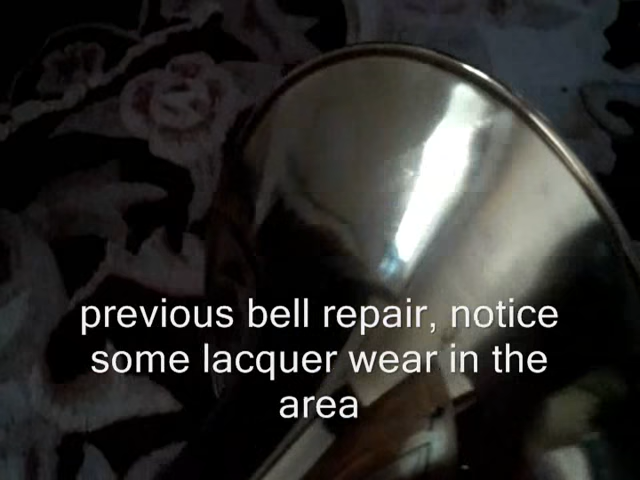 previous bell repair, notice
some lacquer wear in the
area